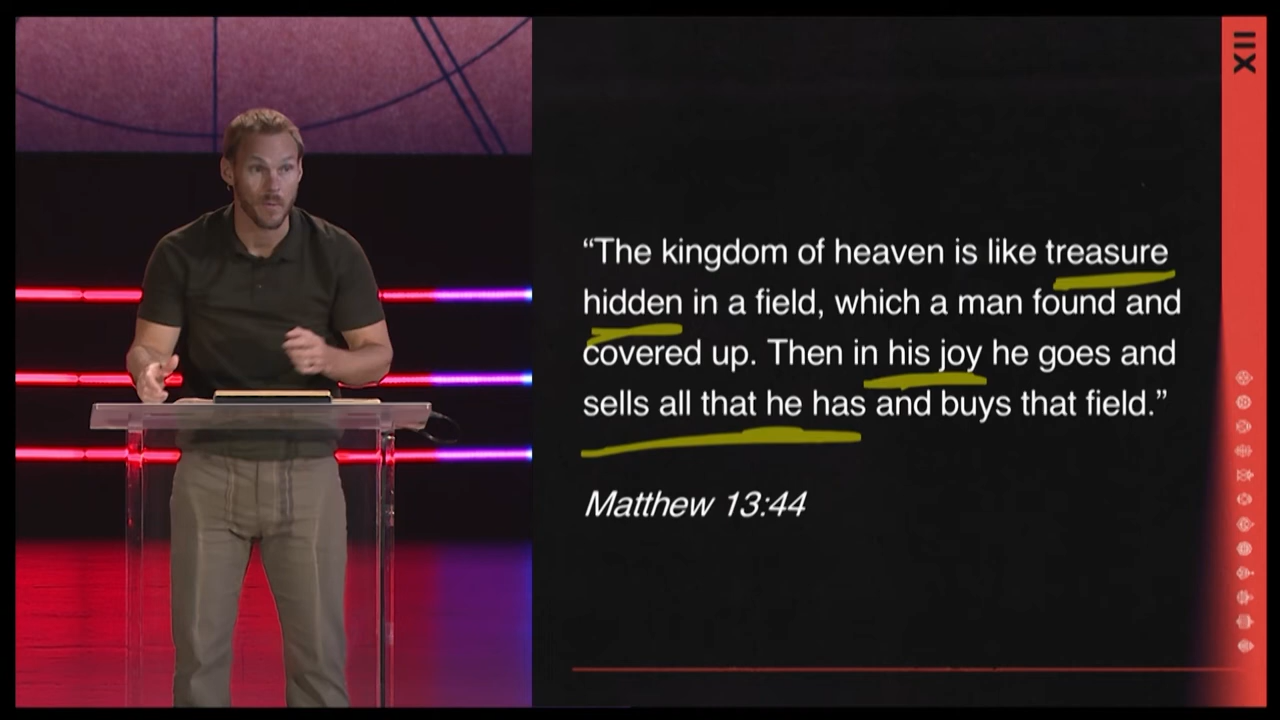 XII
“The kingdom of heaven is like treasure
hidden in a field, which a man found and
covered up. Then in his joy he goes and
sells all that he has and buys that field.”
Matthew 13:44